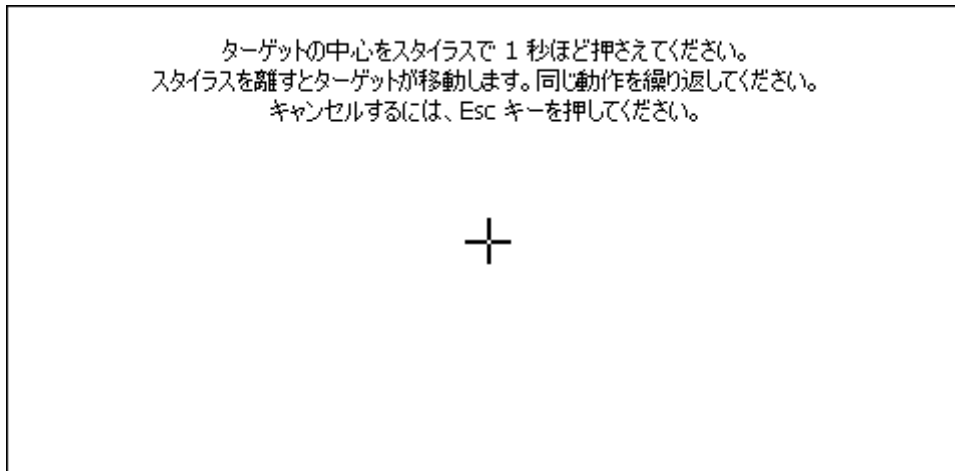 ターゲットの中心をスタイラスで 1 秒ほど押さえてください。
スタイラスを離すとターゲットが移動します。同じ動作を繰り返してください。
キャンセルするには、Esc キーを押してください。